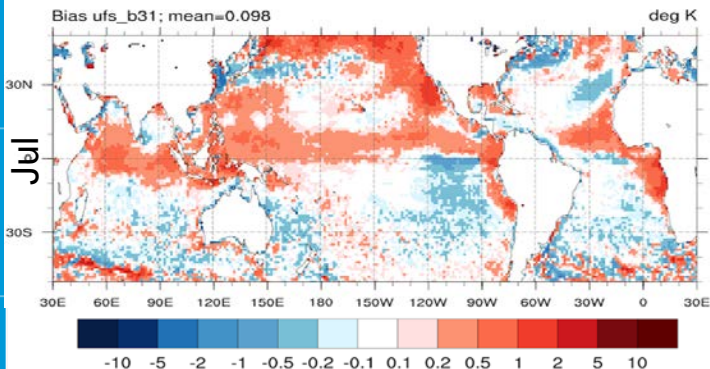 Bias ufs_b31; mean=0.098 deg K
30N
Jul
0
30S
30E 60E 90E 120E 150E 180 150W 120W 90W 60W 30W 0 30E
-10 -5 -2 -1 -0.5 -0.2 -0.1 0.1 0.2 0.5 1 2 5 10